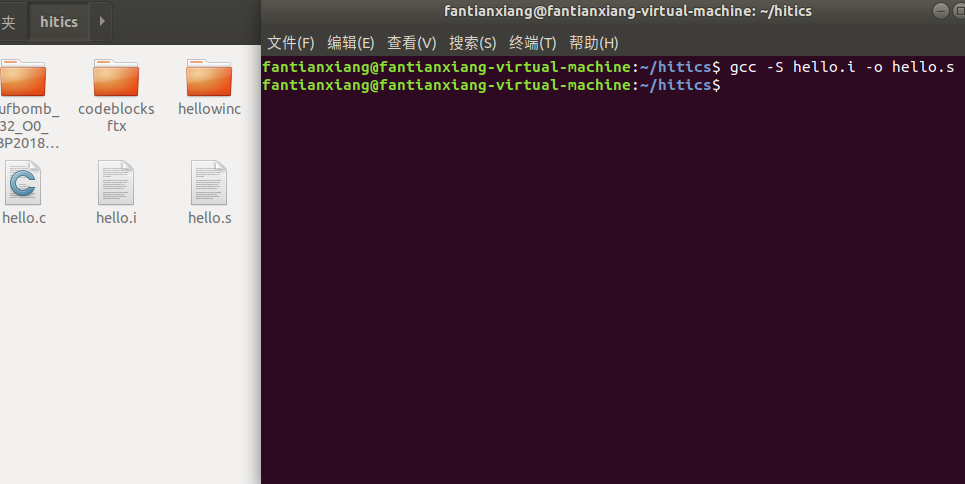 夹
hitics
fantianxiang@fantianxiang-virtual-machine: ~/hitics
文件(F) 编辑(E) 查看(V) 搜索(S) 终端(T) 帮助(H)
fantianxiang@fantianxiang-virtual-machine:~/hitics$ gcc -S hello.i -o hello.s
fantianxiang@fantianxiang-virtual-machine:~/hitics$
ufbomb_
32_O0_
BP2018...
codeblocks
ftx
hellowinc
hello.c
hello.i
hello.s